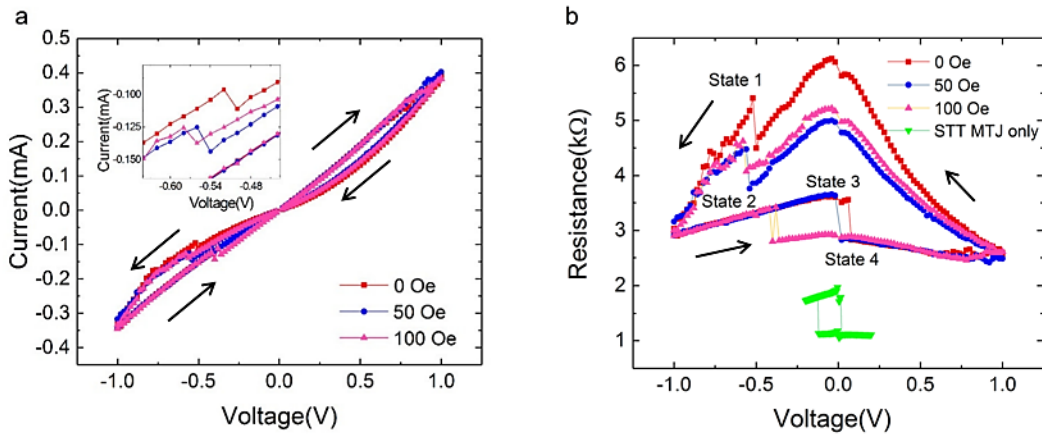 a
0.5
0.4
0.3
0.2
0.1
0.0
-0.1
-0.2
-0.3
-0.4
Current(mA)
-1.0 -0.5 0.0 0.5 1.0
Voltage(V)
-0.100
-0.125
-0.150
Current(mA)
-0.60 -0.54 -0.48
Voltage(V)
0 Oe
50 Oe
100 Oe
b
6
5
4
3
2
1
Resistance(kΩ)
-1.0 -0.5 0.0 0.5 1.0
Voltage(V)
State 1
State 2
State 3
State 4
0 Oe
50 Oe
100 Oe
STT MTJ only